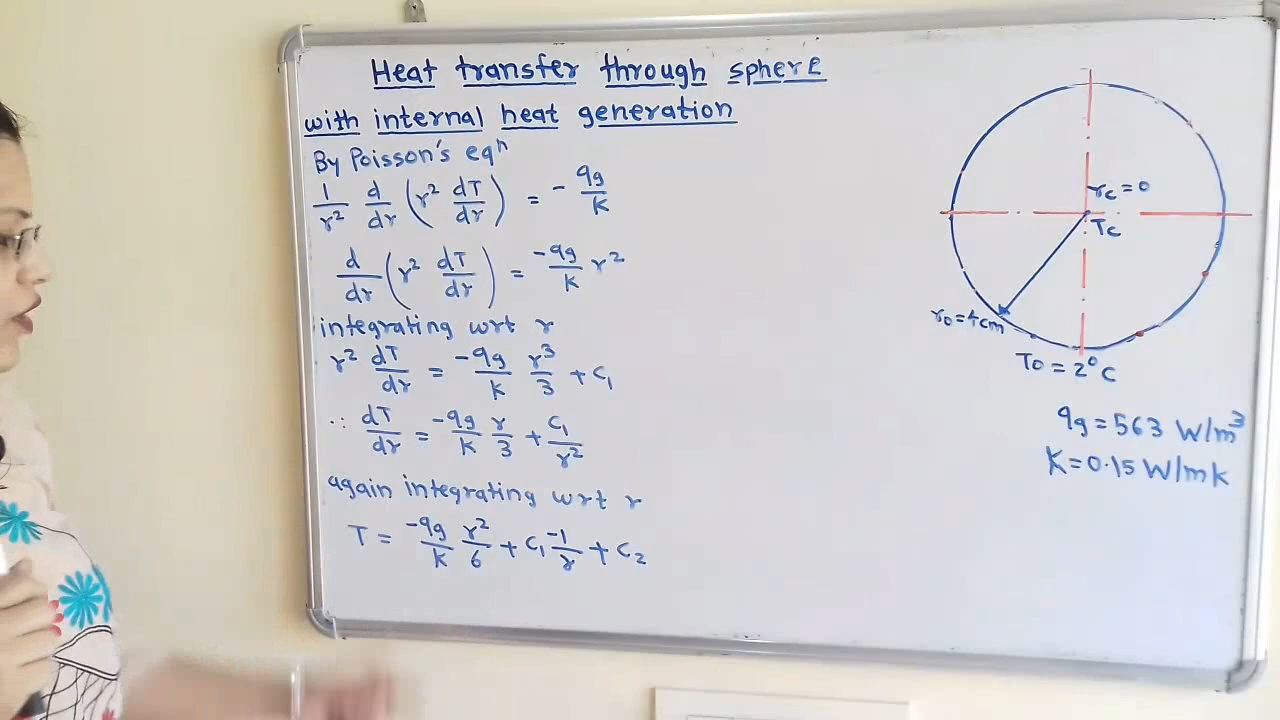 Heat transfer through spherE
with internal heat generation
By Poisson's eqⁿ
1/r² d/dr (r² dT/dr) = - qg/K
d/dr (r² dT/dr) = -qg/K r²
integrating wrt r
r² dT/dr = -qg/K r³/3 + C₁
∴ dT/dr = -qg/K r/3 + C₁/r²
again integrating wrt r
T = -qg/K r²/6 + C₁ -1/r + C₂
rc = 0
Tc
ro = 4cm
To = 2°C
qg = 563 W/m³
K = 0.15 W/mk